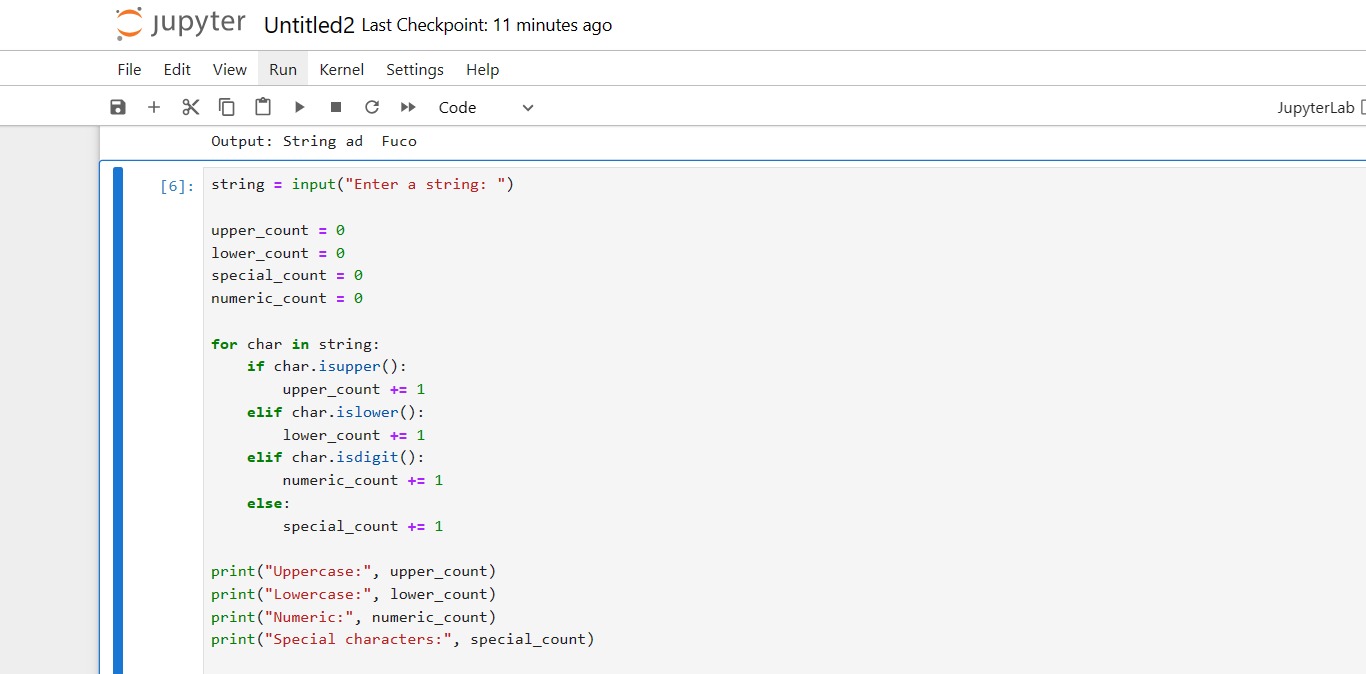 jupyter Untitled2 Last Checkpoint: 11 minutes ago
File Edit View Run Kernel Settings Help
Code JupyterLab
Output: String ad  Fuco
[6]: string = input("Enter a string: ")

upper_count = 0
lower_count = 0
special_count = 0
numeric_count = 0

for char in string:
    if char.isupper():
        upper_count += 1
    elif char.islower():
        lower_count += 1
    elif char.isdigit():
        numeric_count += 1
    else:
        special_count += 1

print("Uppercase:", upper_count)
print("Lowercase:", lower_count)
print("Numeric:", numeric_count)
print("Special characters:", special_count)